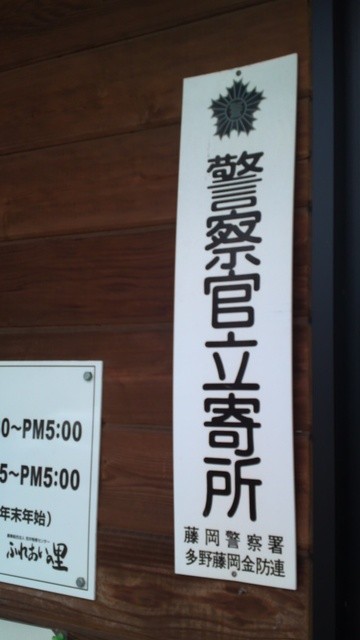 警察官立寄所
藤岡警察署
多野藤岡金防連
0～PM5:00
5～PM5:00
年末年始)
ふれあいの里